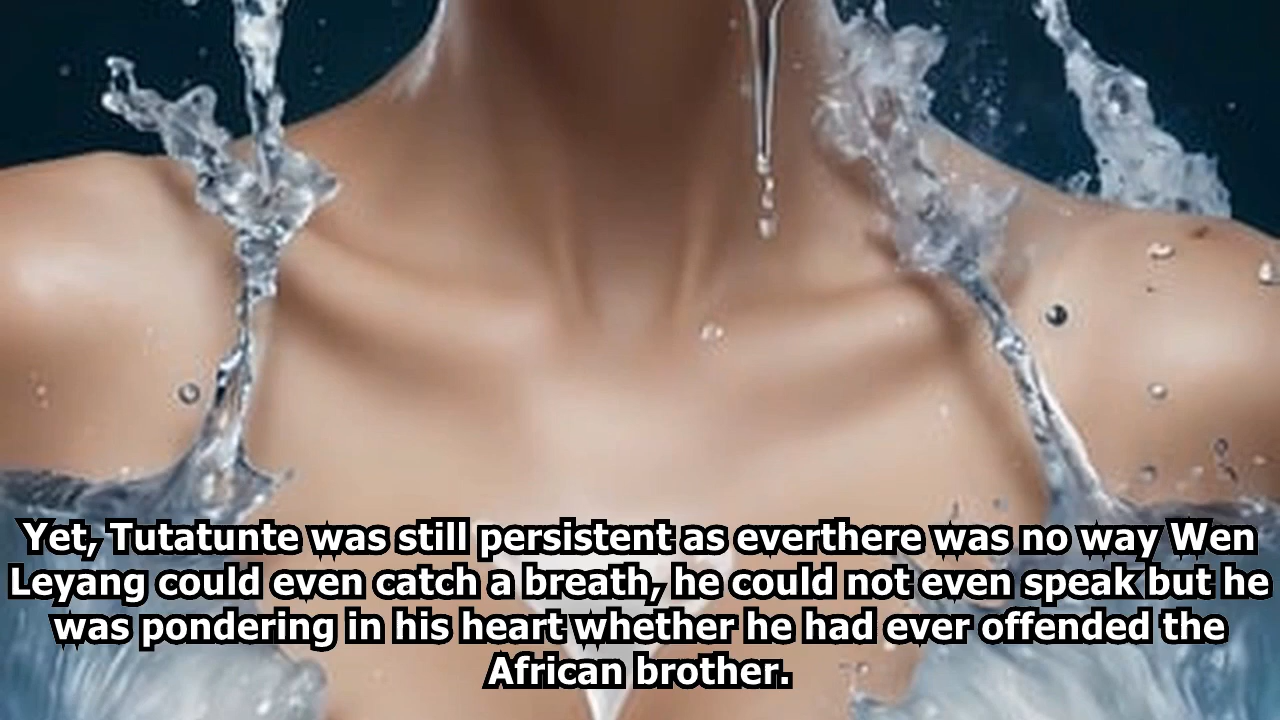 Yet, Tutatunte was still persistent as everthere was no way Wen
Leyang could even catch a breath, he could not even speak but he
was pondering in his heart whether he had ever offended the
African brother.